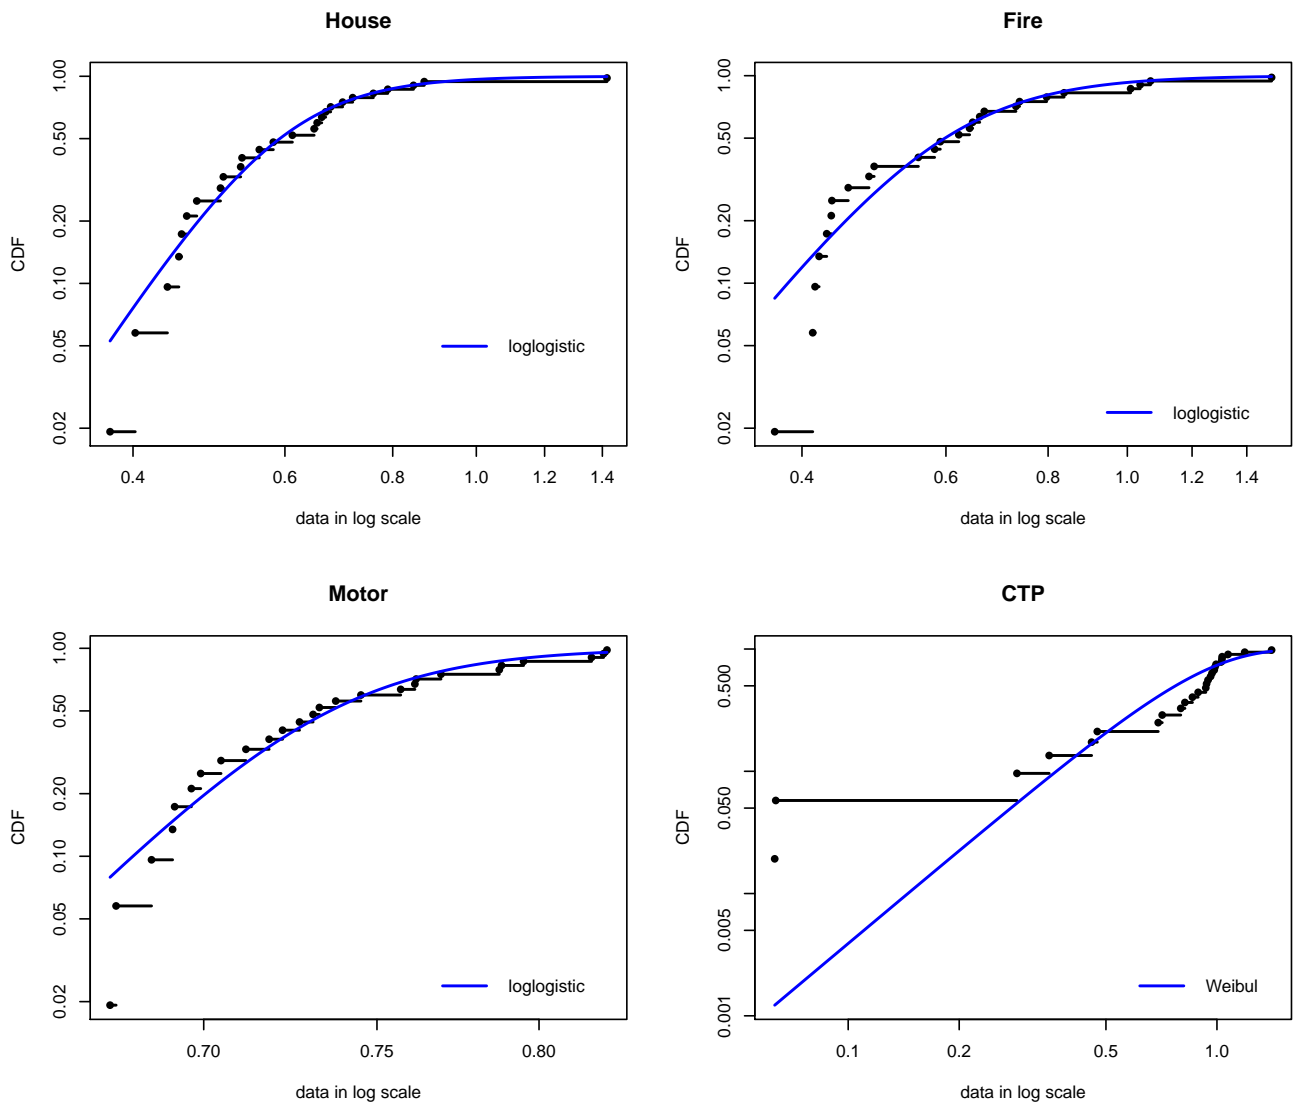 House
CDF
1.00
0.50
0.20
0.10
0.05
0.02
loglogistic
0.4 0.6 0.8 1.0 1.2 1.4
data in log scale
Fire
CDF
1.00
0.50
0.20
0.10
0.05
0.02
loglogistic
0.4 0.6 0.8 1.0 1.2 1.4
data in log scale
Motor
CDF
1.00
0.50
0.20
0.10
0.05
0.02
loglogistic
0.70 0.75 0.80
data in log scale
CTP
CDF
0.500
0.050
0.005
0.001
Weibul
0.1 0.2 0.5 1.0
data in log scale